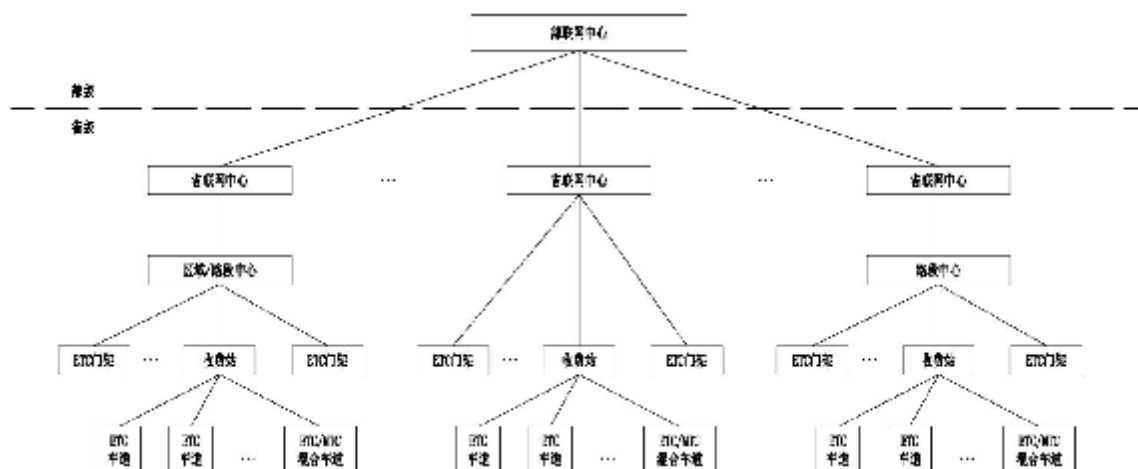 部联网中心
部级
省级
省联网中心 … 省联网中心 … 省联网中心
区域/路段中心 路段中心
ETC门架 … 收费站 ETC门架 ETC门架 … 收费站 ETC门架 ETC门架 … 收费站 ETC门架
ETC ETC ETC/MTC ETC ETC ETC/MTC ETC ETC ETC/MTC
车道 车道 … 混合车道 车道 车道 … 混合车道 车道 车道 … 混合车道